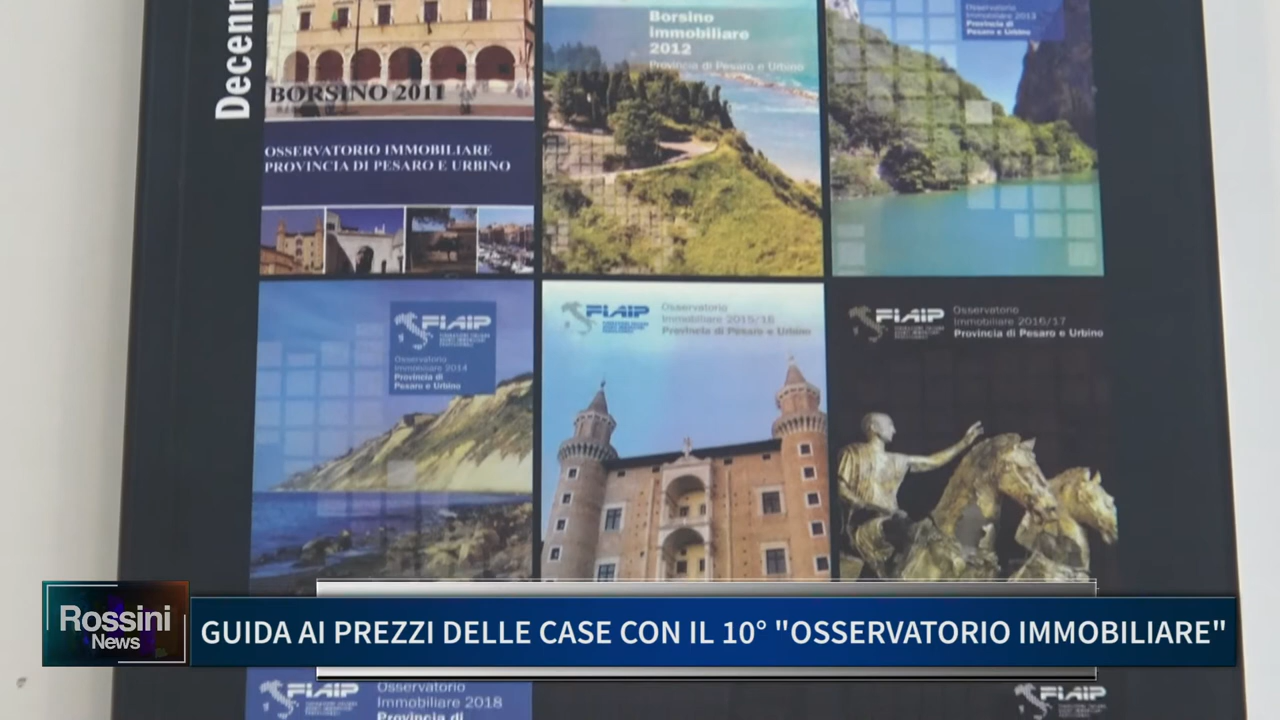 Decenn
BORSINO 2011
OSSERVATORIO IMMOBILIARE
PROVINCIA DI PESARO E URBINO
Borsino
Immobiliare
2012
Provincia di Pesaro e Urbino
Osservatorio
Immobiliare 2013
Provincia di
Pesaro e Urbino
FIAIP
Osservatorio
Immobiliare 2014
Provincia di
Pesaro e Urbino
FIAIP
Osservatorio
Immobiliare 2015/16
Provincia di Pesaro e Urbino
FIAIP
Osservatorio
Immobiliare 2016/17
Provincia di Pesaro e Urbino
Rossini
News
GUIDA AI PREZZI DELLE CASE CON IL 10° "OSSERVATORIO IMMOBILIARE"
FIAIP
Osservatorio
Immobiliare 2018
Provincia di
FIAIP